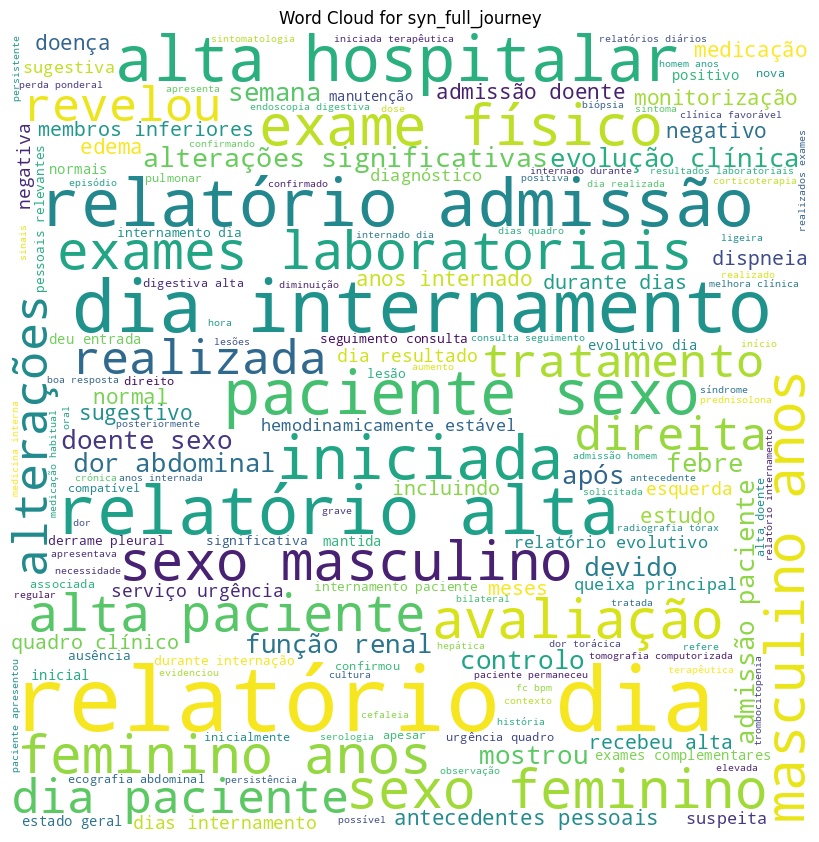 Word Cloud for syn_full_journey
persistente
doença
sintomatologia
iniciada terapêutica
relatórios diários
alta hospitalar
medicação
sugestiva
homem anos
positivo
nova
perda ponderal
apresenta
semana
endoscopia digestiva
manutenção
admissão doente
biópsia
sintoma
monitorização
revelou
dose
exame físico
clínica favorável
negativo
membros inferiores
confirmando
negativa
edema
alterações significativas
evolução clínica
realizados exames
normais
pessoais relevantes
episódio
pulmonar
diagnóstico
confirmado
internado durante
positiva
resultados laboratoriais
dia realizada
corticoterapia
relatório admissão
sinais
internamento dia
internado dia
dias quadro
ligeira
exames laboratoriais
dispneia
digestiva alta
diminuição
anos internado
durante dias
realizado
melhora clínica
dia internamento
hora
deu entrada
lesões
seguimento consulta
consulta seguimento
evolutivo dia
início
alterações
realizada
dia resultado
tratamento
boa resposta
direito
lesão
aumento
paciente sexo
síndrome
prednisolona
medicina interna
medicação habitual
oral
normal
sugestivo
posteriormente
hemodinamicamente estável
direita
masculino anos
doente sexo
dor abdominal
iniciada
após
admissão homem
antecedente
febre
crónica
anos internada
compatível
incluindo
solicitada
esquerda
relatório internamento
alta doente
relatório alta
dor
grave
estudo
radiografia tórax
derrame pleural
significativa
mantida
relatório evolutivo
apresentava
sexo masculino
devido
admissão paciente
necessidade
associada
serviço urgência
internamento paciente
meses
queixa principal
regular
bilateral
tratada
alta paciente
avaliação
quadro clínico
função renal
hepática
dor torácica
refere
ausência
durante internação
confirmou
controlo
tomografia computorizada
trombocitopenia
paciente apresentou
inicial
evidenciou
cultura
paciente permaneceu
terapêutica
relatório dia
fc bpm
contexto
cefaleia
história
inicialmente
serologia
apesar
urgência quadro
recebeu alta
feminino anos
mostrou
exames complementares
ecografia abdominal
persistência
observação
elevada
dia paciente
sexo feminino
estado geral
dias internamento
possível
antecedentes pessoais
suspeita